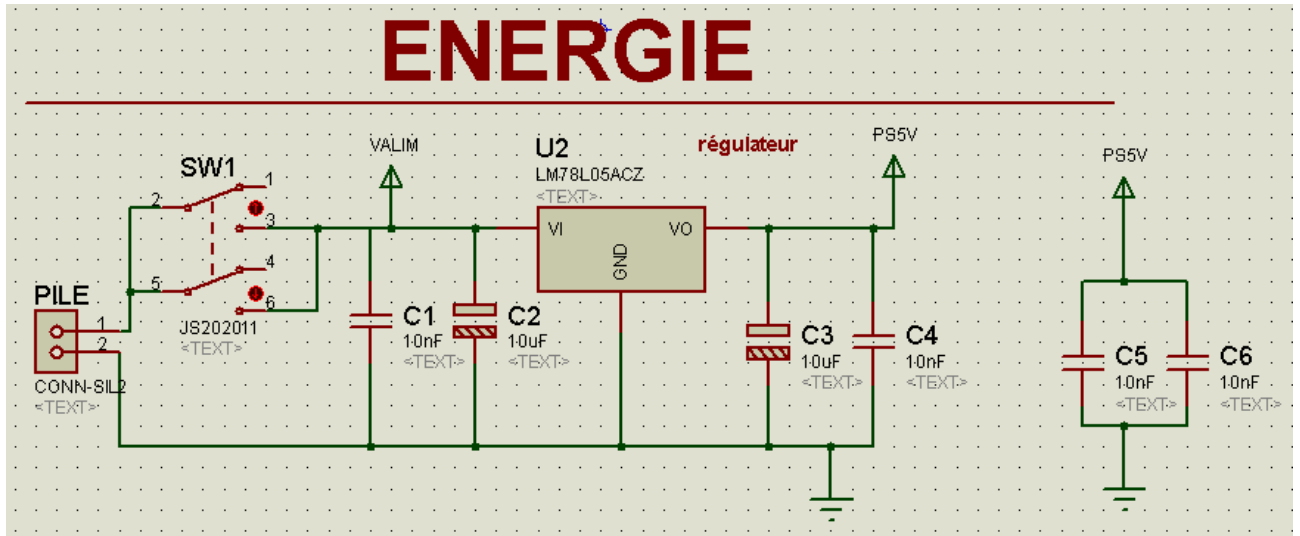 ENERGIE
VALIM
U2
LM78L05ACZ
<TEXT>
régulateur
PS5V
PS5V
SW1
1
2
3
4
5
6
JS202011
<TEXT>
VI
VO
GND
PILE
1
2
CONN-SIL2
<TEXT>
C1
10nF
<TEXT>
C2
10uF
<TEXT>
C3
10uF
<TEXT>
C4
10nF
<TEXT>
C5
10nF
<TEXT>
C6
10nF
<TEXT>